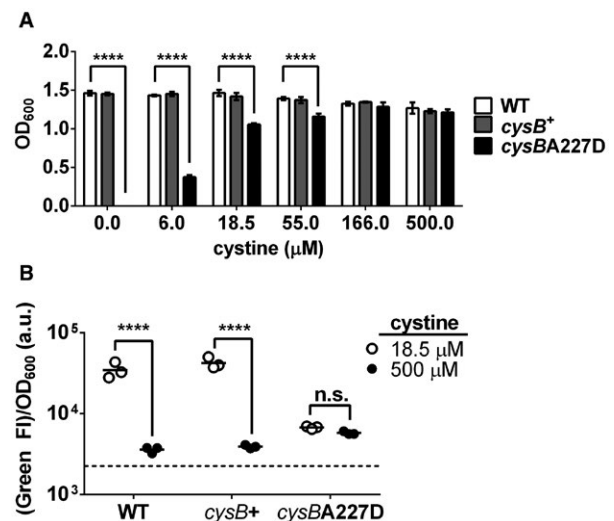 A
OD600
2.0
1.5
1.0
0.5
0.0
**** **** **** ****
WT
cysB+
cysBA227D
0.0 6.0 18.5 55.0 166.0 500.0
cystine (μM)
B
(Green Fl)/OD600 (a.u.)
10^5
10^4
10^3
**** **** n.s.
cystine
18.5 μM
500 μM
WT cysB+ cysBA227D